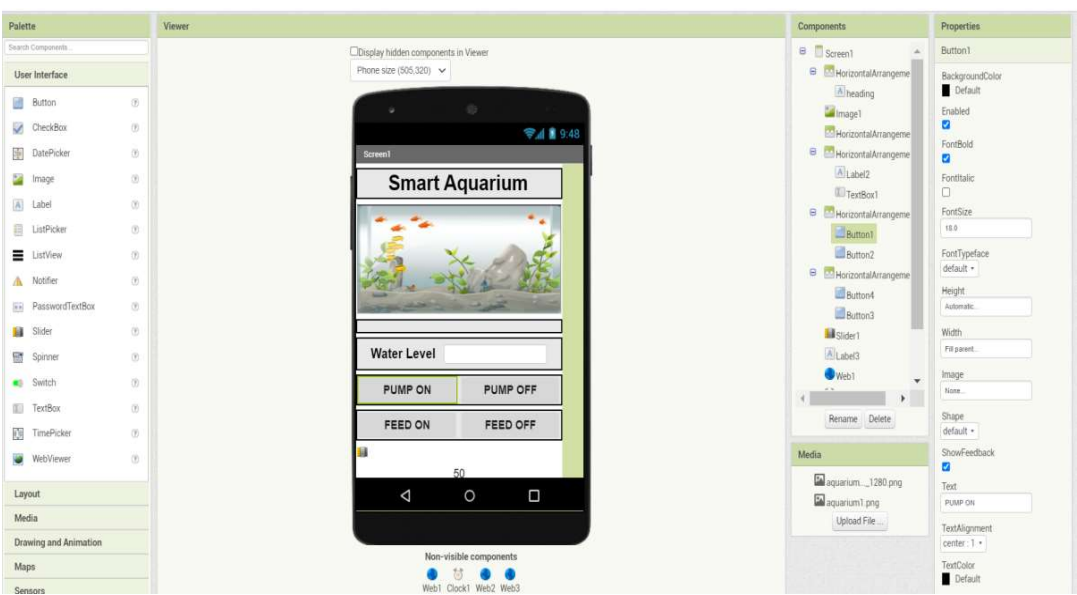 Palette
Search Components...
User Interface
Button
CheckBox
DatePicker
Image
Label
ListPicker
ListView
Notifier
PasswordTextBox
Slider
Spinner
Switch
TextBox
TimePicker
WebViewer
Layout
Media
Drawing and Animation
Maps
Sensors
Viewer
Display hidden components in Viewer
Phone size (505,320)
9:48
Screen1
Smart Aquarium
Water Level
PUMP ON PUMP OFF
FEED ON FEED OFF
50
Non-visible components
Web1 Clock1 Web2 Web3
Components
Screen1
HorizontalArrangeme
heading
Image1
HorizontalArrangeme
HorizontalArrangeme
Label2
TextBox1
HorizontalArrangeme
Button1
Button2
HorizontalArrangeme
Button4
Button3
Slider1
Label3
Web1
Rename Delete
Media
aquarium..._1280.png
aquarium1.png
Upload File ...
Properties
Button1
BackgroundColor
Default
Enabled
FontBold
FontItalic
FontSize
18.0
FontTypeface
default
Height
Automatic...
Width
Fill parent...
Image
None...
Shape
default
ShowFeedback
Text
PUMP ON
TextAlignment
center : 1
TextColor
Default